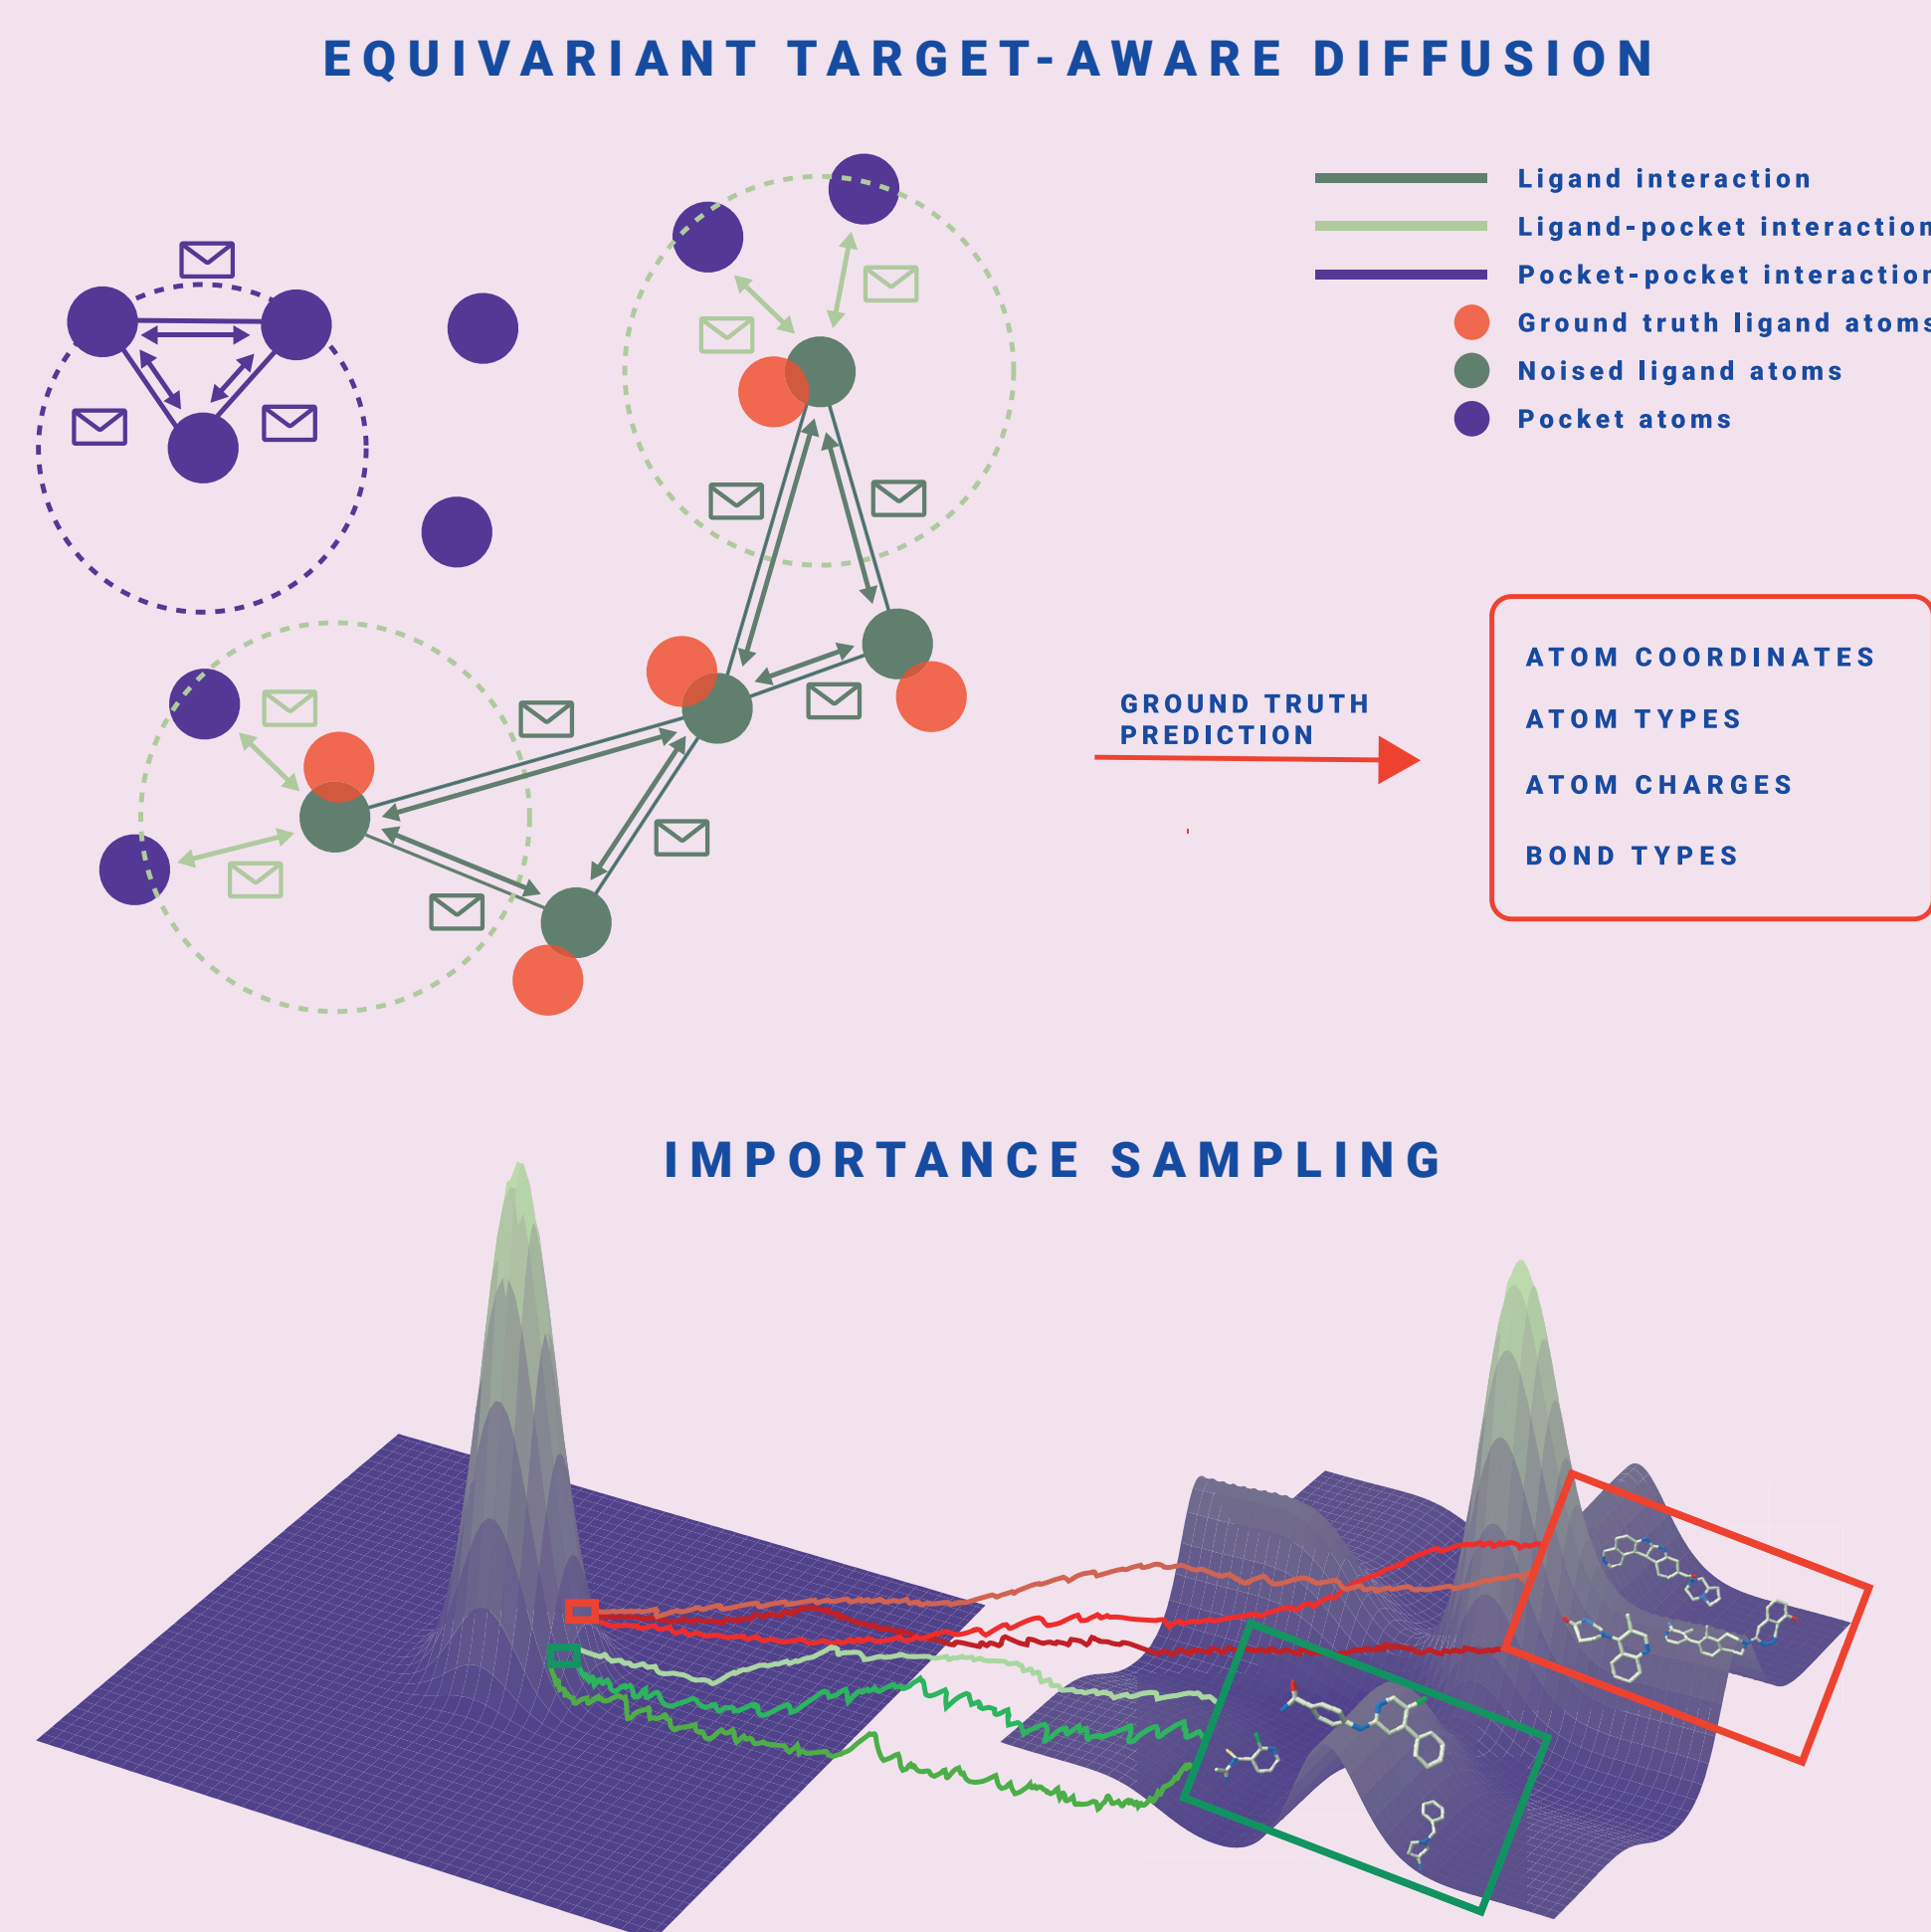 EQUIVARIANT TARGET-AWARE DIFFUSION
Ligand interaction
Ligand-pocket interaction
Pocket-pocket interaction
Ground truth ligand atoms
Noised ligand atoms
Pocket atoms
GROUND TRUTH
PREDICTION
ATOM COORDINATES
ATOM TYPES
ATOM CHARGES
BOND TYPES
IMPORTANCE SAMPLING